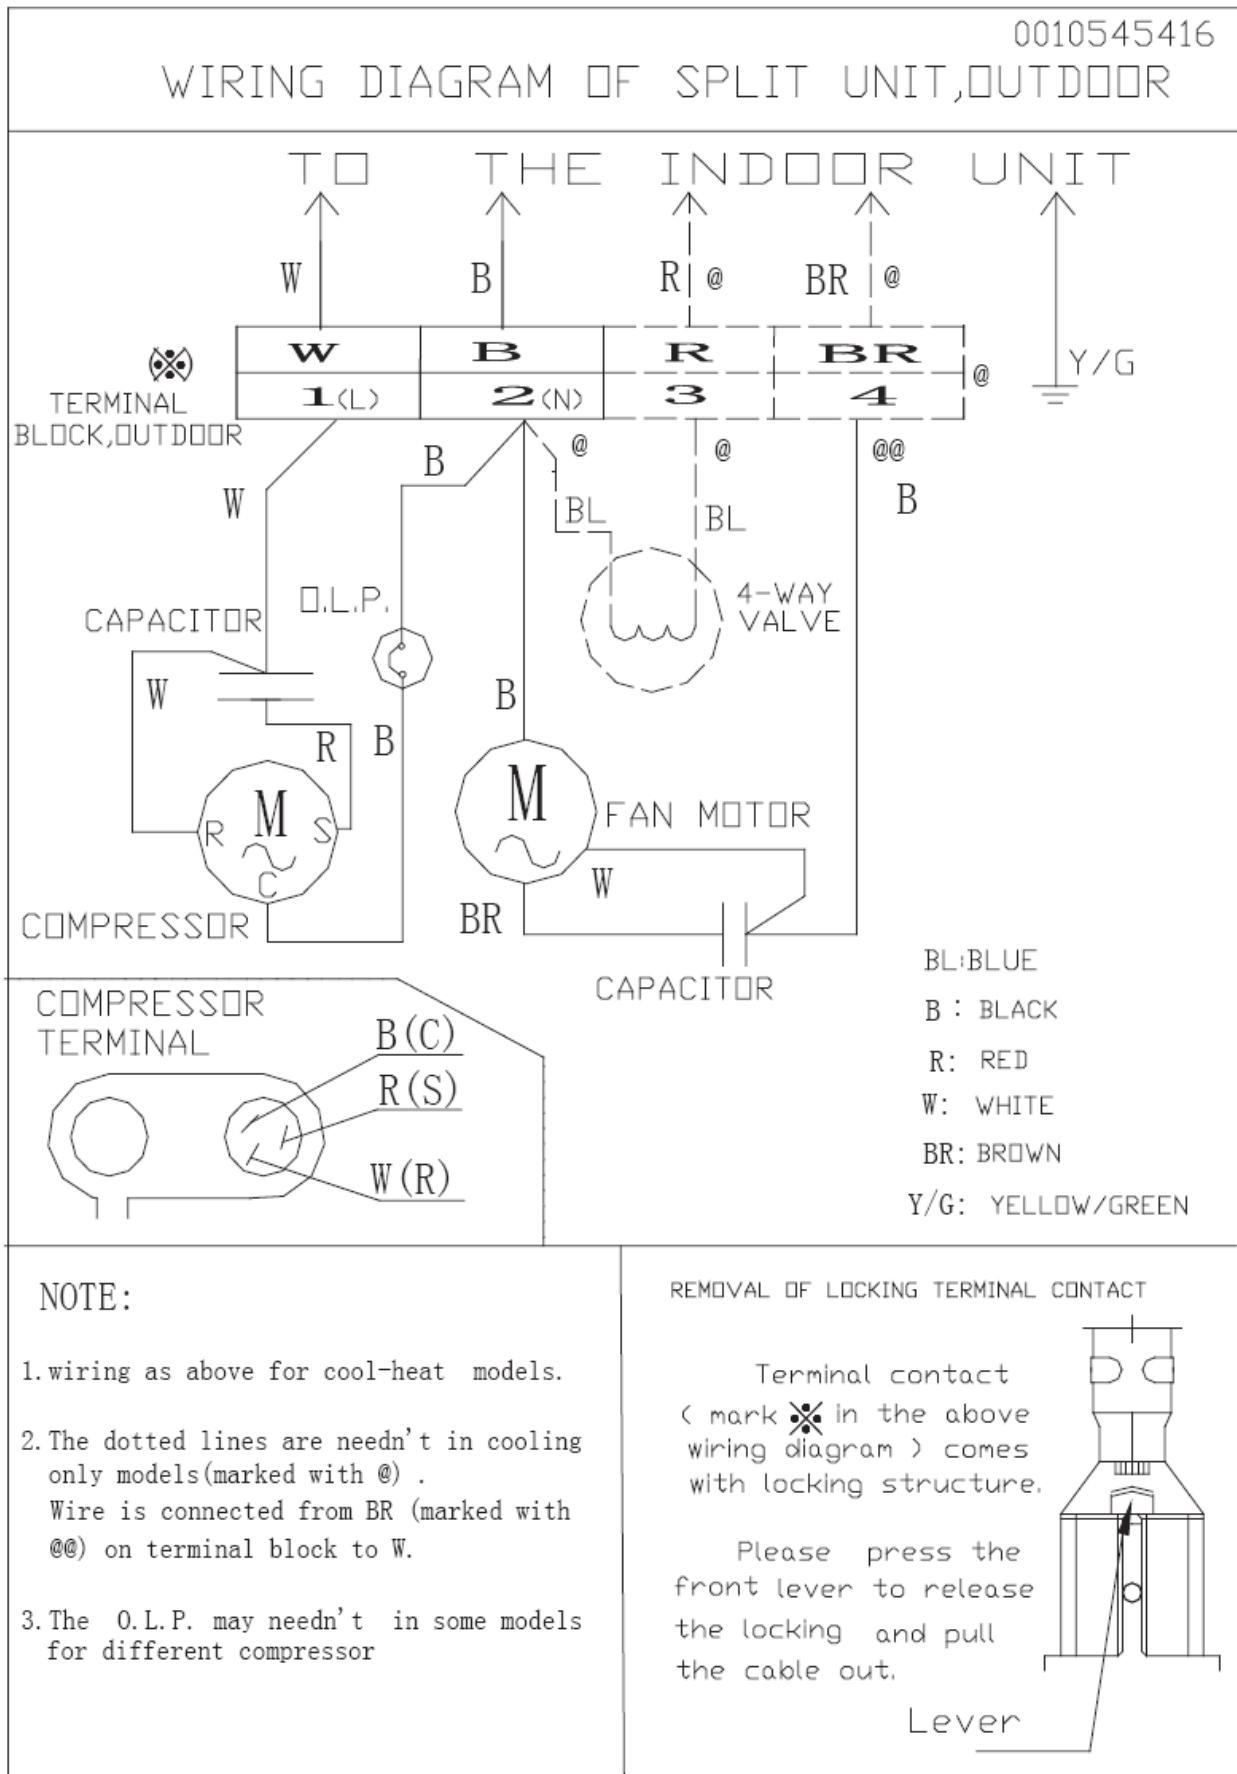 0010545416
WIRING DIAGRAM OF SPLIT UNIT,OUTDOOR
TO THE INDOOR UNIT
W
B
R @
BR @
Y/G
W B R BR
@
1(L) 2(N) 3 4
TERMINAL
BLOCK,OUTDOOR
W
B
@
BL
@
BL
@@
B
CAPACITOR
O.L.P.
4-WAY
VALVE
W
R
B
B
M
R
S
C
COMPRESSOR
M
FAN MOTOR
W
BR
CAPACITOR
BL:BLUE
B : BLACK
R: RED
W: WHITE
BR: BROWN
Y/G: YELLOW/GREEN
COMPRESSOR
TERMINAL
B(C)
R(S)
W(R)
NOTE:
1. wiring as above for cool-heat models.
2. The dotted lines are needn't in cooling
only models(marked with @) .
Wire is connected from BR (marked with
@@) on terminal block to W.
3. The O.L.P. may needn't in some models
for different compressor
REMOVAL OF LOCKING TERMINAL CONTACT
Terminal contact
( mark ※ in the above
wiring diagram ) comes
with locking structure.
Please press the
front lever to release
the locking and pull
the cable out.
Lever